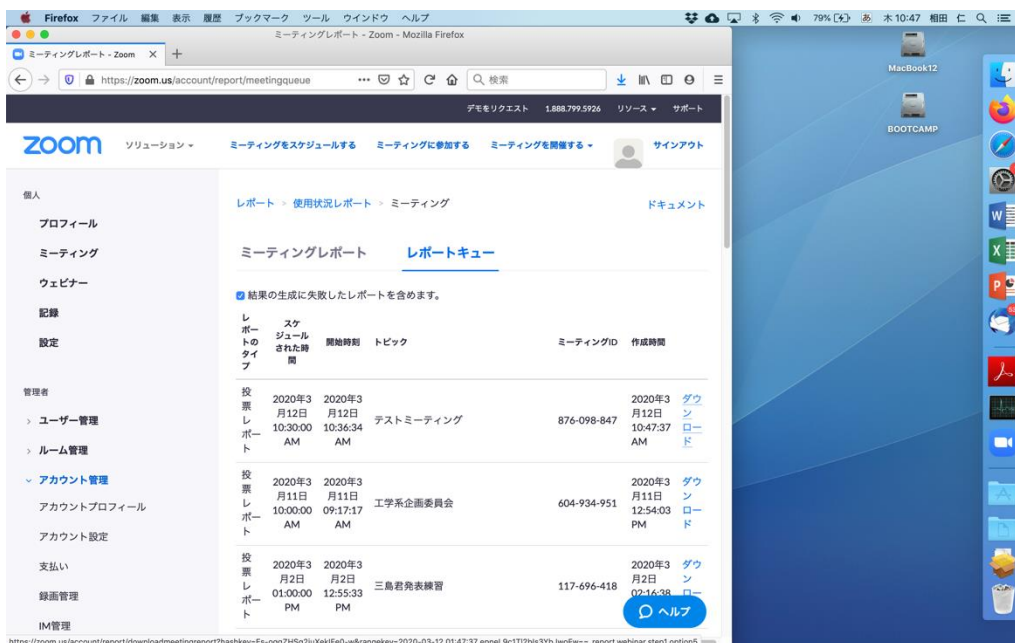 Firefox ファイル 編集 表示 履歴 ブックマーク ツール ウインドウ ヘルプ 79% あ 木10:47 相田 仁
ミーティングレポート - Zoom - Mozilla Firefox
ミーティングレポート - Zoom
https://zoom.us/account/report/meetingqueue 検索
MacBook12
BOOTCAMP
デモをリクエスト 1.888.799.5926 リソース サポート
zoom ソリューション ミーティングをスケジュールする ミーティングに参加する ミーティングを開催する サインアウト
個人
プロフィール
ミーティング
ウェビナー
記録
設定
管理者
ユーザー管理
ルーム管理
アカウント管理
アカウントプロフィール
アカウント設定
支払い
録画管理
IM管理
レポート > 使用状況レポート > ミーティング ドキュメント
ミーティングレポート レポートキュー
結果の生成に失敗したレポートを含めます。
レ
ポー
トの
タイ
プ
スケ
ジュール
された時
間
開始時刻
トピック
ミーティングID
作成時間
投
票
レ
ポー
ト
2020年3
月12日
10:30:00
AM
2020年3
月12日
10:36:34
AM
テストミーティング
876-098-847
2020年3
月12日
10:47:37
AM
ダウ
ン
ロー
ド
投
票
レ
ポー
ト
2020年3
月11日
10:00:00
AM
2020年3
月11日
09:17:17
AM
工学系企画委員会
604-934-951
2020年3
月11日
12:54:03
PM
ダウ
ン
ロー
ド
投
票
レ
ポー
ト
2020年3
月2日
01:00:00
PM
2020年3
月2日
12:55:33
PM
三島君発表練習
117-696-418
2020年3
月2日
02:16:38
ダウ
ン
ロー
ヘルプ